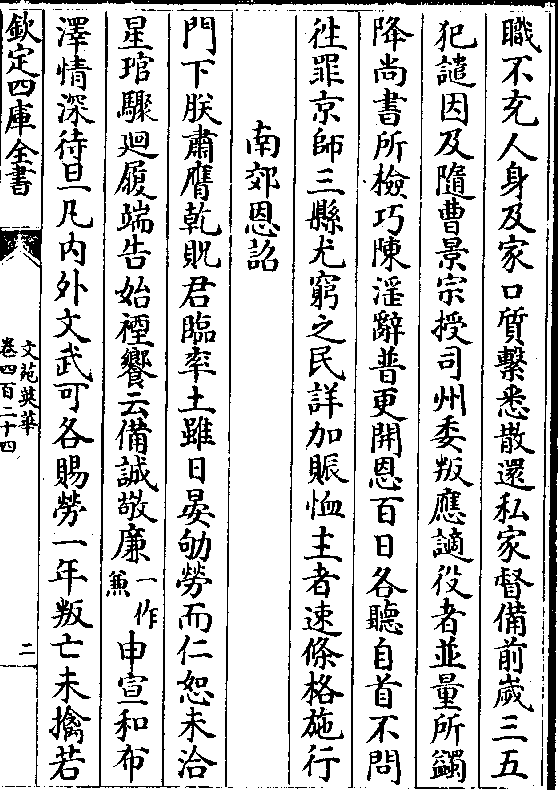 職不充人身及家口質繫悉散還私家督備前嵗三五
犯譴因及隨曹景宗授司州委叛應謫役者並量所蠲
降尚書所檢巧陳滛辭普更開恩百日各聽自首不問
徃罪京師三縣尤窮之民詳加賑恤主者速條格施行
南郊恩詔
門下朕肅膺乾貺君臨率土雖日昃劬勞而仁恕未洽
星琯驟迴履端告始禋饗云備誠敬廉一作兼申宣和布
澤情深待旦凡内外文武可各賜勞一年叛亡未擒若
欽定四庫全書
文苑英華
卷四百二十四
二